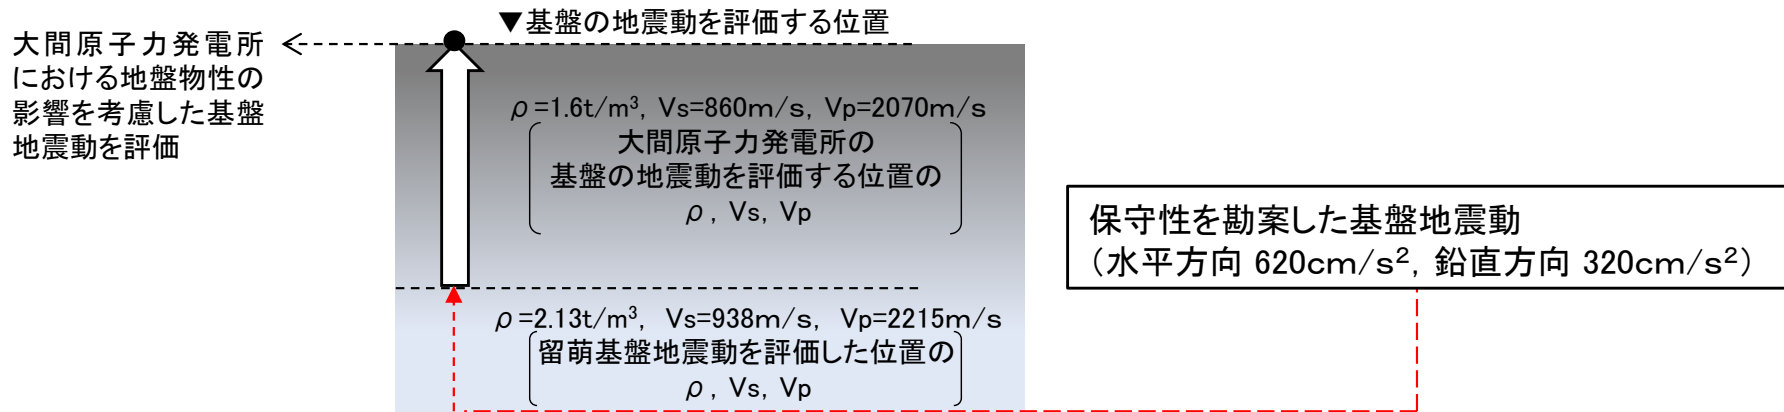 ▼基盤の地震動を評価する位置
大間原子力発電所
における地盤物性の
影響を考慮した基盤
地震動を評価
ρ=1.6t/m³, Vs=860m/s, Vp=2070m/s
大間原子力発電所の
基盤の地震動を評価する位置の
ρ, Vs, Vp
保守性を勘案した基盤地震動
(水平方向 620cm/s², 鉛直方向 320cm/s²)
ρ=2.13t/m³, Vs=938m/s, Vp=2215m/s
留萌基盤地震動を評価した位置の
ρ, Vs, Vp